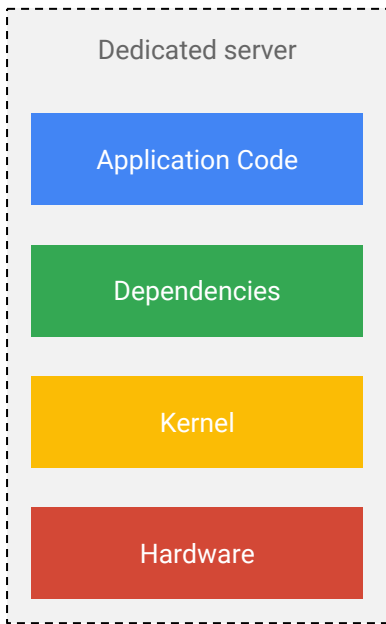 Dedicated server
Application Code
Dependencies
Kernel
Hardware